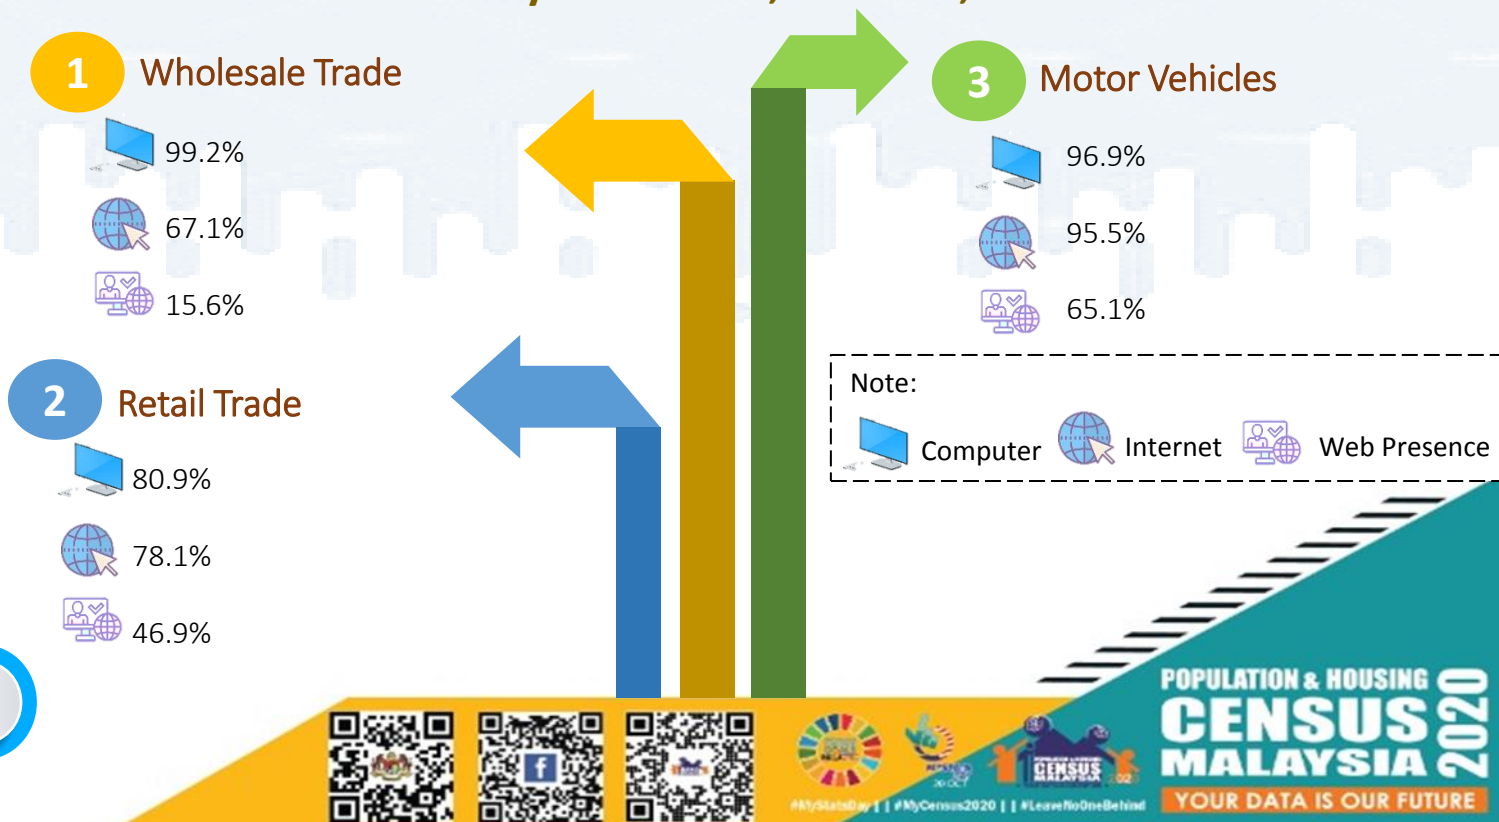 1
Wholesale Trade
99.2%
67.1%
15.6%
2
Retail Trade
80.9%
78.1%
46.9%
3
Motor Vehicles
96.9%
95.5%
65.1%
Note:
Computer
Internet
Web Presence
POPULATION & HOUSING
CENSUS
MALAYSIA
2020
YOUR DATA IS OUR FUTURE
f
CENSUS
#MyStatsDay | | #MyCensus2020 | | #LeaveNoOneBehind